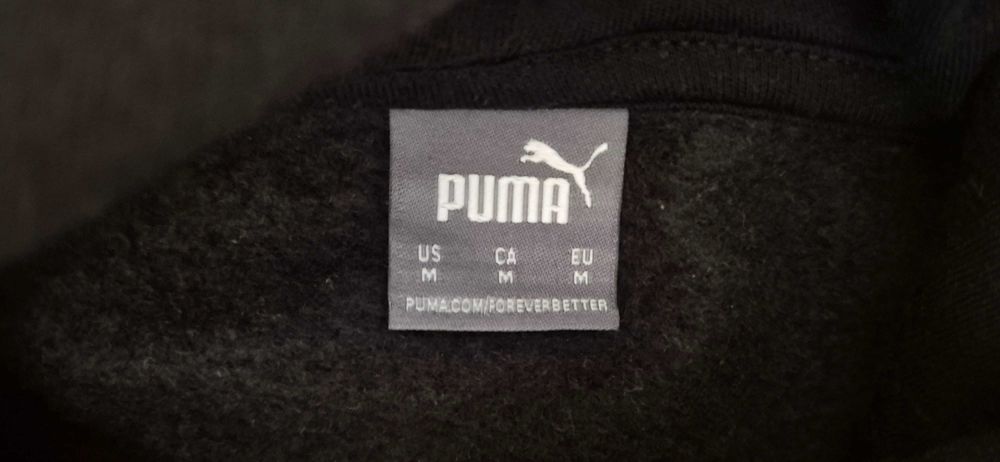 PUMA
US CA EU
M M M
PUMA.COM/FOREVERBETTER